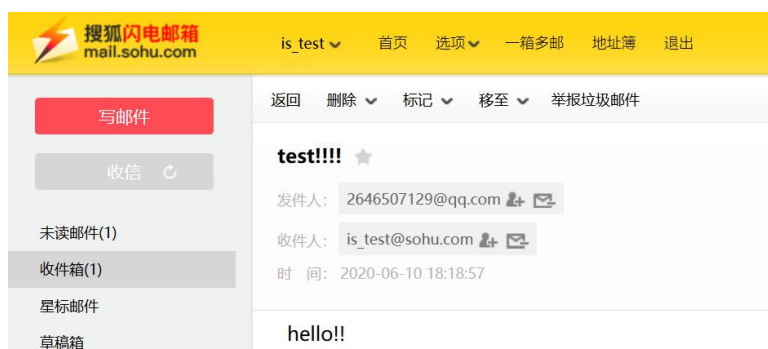 搜狐闪电邮箱
mail.sohu.com
is_test 首页 选项 一箱多邮 地址簿 退出
返回 删除 标记 移至 举报垃圾邮件
写邮件
收信
test!!!!
发件人： 2646507129@qq.com
收件人： is_test@sohu.com
时 间： 2020-06-10 18:18:57
未读邮件(1)
收件箱(1)
星标邮件
草稿箱
hello!!